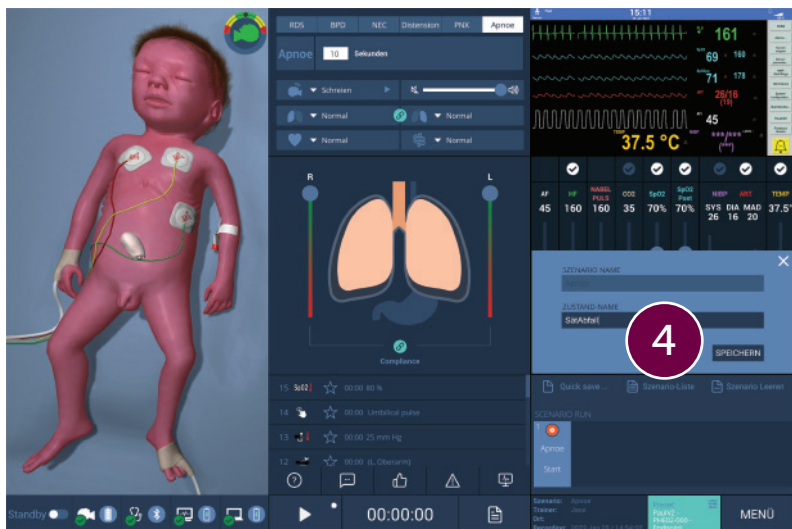 Standby
RDS BPD NEC Distension PNX Apnoe
Apnoe 10 Sekunden
Schreien
Normal Normal
Normal Normal
R L
Compliance
15 SpO2 00:00 80 %
14 00:00 Umbilical pulse
13 00:00 25 mm Hg
12 00:00 (L. Oberarm)
00:00:00
15:11
161
69 160
71 178
26/16
(19)
45
TEMP 37.5 °C
AF HF NABEL PULS CO2 SpO2 SpO2 Post NIBP ART TEMP
45 160 160 35 70% 70% SYS DIA MAD 37.5°
26 16 20
SZENARIO NAME
Apnoe
ZUSTAND-NAME
SätAbfall
4
SPEICHERN
Quick save ... Szenario-Liste Szenario Leeren
SCENARIO RUN
1
Apnoe
Start
Szenario: Apnoe
Trainer: Jens
Ort:
MENÜ